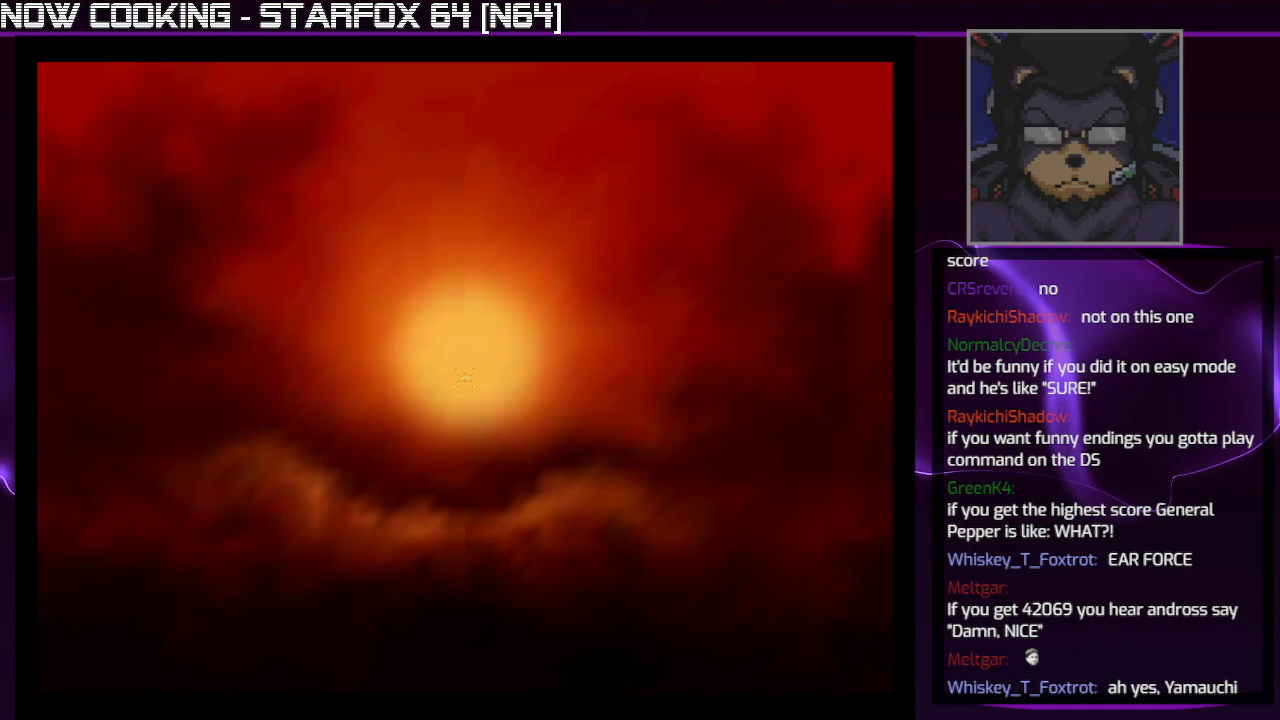 NOW COOKING - STARFOX 64 [N64]
score
CRSreven: no
RaykichiShadow: not on this one
NormalcyDecree:
It'd be funny if you did it on easy mode
and he's like "SURE!"
RaykichiShadow:
if you want funny endings you gotta play
command on the DS
GreenK4:
if you get the highest score General
Pepper is like: WHAT?!
Whiskey_T_Foxtrot: EAR FORCE
Meltgar:
If you get 42069 you hear andross say
"Damn, NICE"
Meltgar:
Whiskey_T_Foxtrot: ah yes, Yamauchi